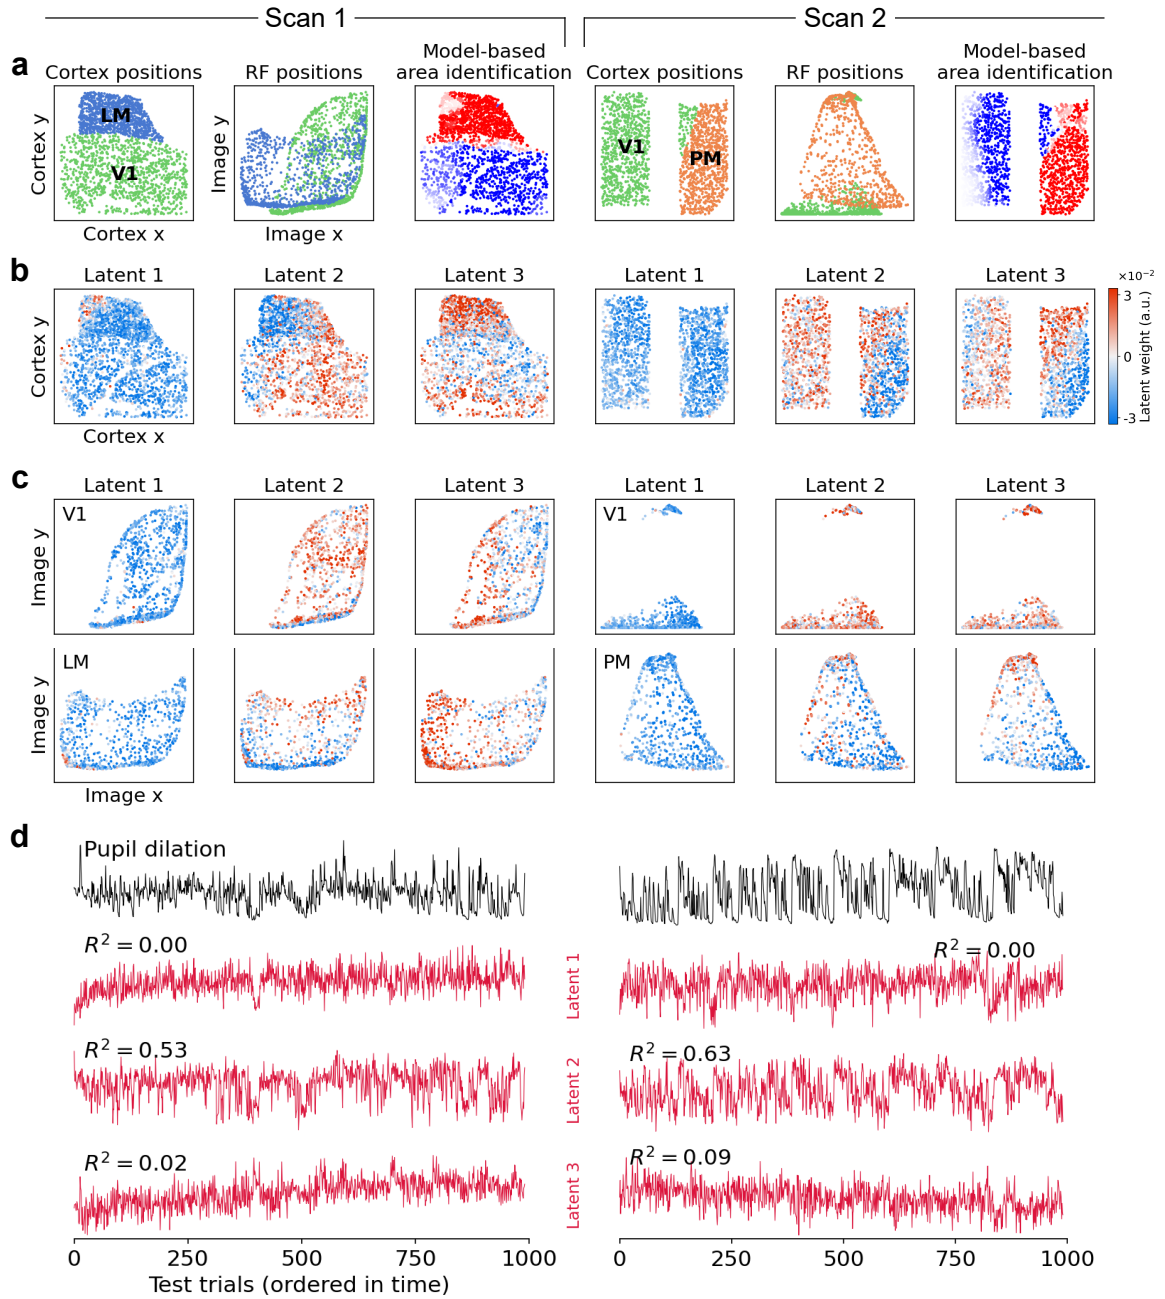 Scan 1
Scan 2
a
Cortex positions
RF positions
Model-based
area identification
Cortex positions
RF positions
Model-based
area identification
Cortex y
LM
V1
Image y
V1
PM
Cortex x
Image x
b
Latent 1
Latent 2
Latent 3
Latent 1
Latent 2
Latent 3
×10⁻²
3
0
-3
Latent weight (a.u.)
Cortex y
Cortex x
c
Latent 1
Latent 2
Latent 3
Latent 1
Latent 2
Latent 3
Image y
V1
V1
Image y
LM
PM
Image x
d
Pupil dilation
R² = 0.00
Latent 1
R² = 0.00
R² = 0.53
Latent 2
R² = 0.63
R² = 0.02
Latent 3
R² = 0.09
0
250
500
750
1000
0
250
500
750
1000
Test trials (ordered in time)